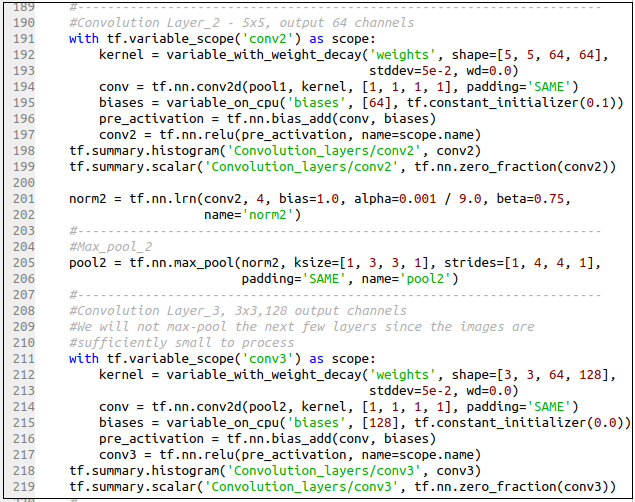 189 #----------------------------------------------------------------------
190 #Convolution Layer_2 - 5x5, output 64 channels
191 with tf.variable_scope('conv2') as scope:
192     kernel = variable_with_weight_decay('weights', shape=[5, 5, 64, 64],
193                                         stddev=5e-2, wd=0.0)
194     conv = tf.nn.conv2d(pool1, kernel, [1, 1, 1, 1], padding='SAME')
195     biases = variable_on_cpu('biases', [64], tf.constant_initializer(0.1))
196     pre_activation = tf.nn.bias_add(conv, biases)
197     conv2 = tf.nn.relu(pre_activation, name=scope.name)
198 tf.summary.histogram('Convolution_layers/conv2', conv2)
199 tf.summary.scalar('Convolution_layers/conv2', tf.nn.zero_fraction(conv2))
200
201 norm2 = tf.nn.lrn(conv2, 4, bias=1.0, alpha=0.001 / 9.0, beta=0.75,
202                   name='norm2')
203 #----------------------------------------------------------------------
204 #Max_pool_2
205 pool2 = tf.nn.max_pool(norm2, ksize=[1, 3, 3, 1], strides=[1, 4, 4, 1],
206                        padding='SAME', name='pool2')
207 #----------------------------------------------------------------------
208 #Convolution Layer_3, 3x3,128 output channels
209 #We will not max-pool the next few layers since the images are
210 #sufficiently small to process
211 with tf.variable_scope('conv3') as scope:
212     kernel = variable_with_weight_decay('weights', shape=[3, 3, 64, 128],
213                                         stddev=5e-2, wd=0.0)
214     conv = tf.nn.conv2d(pool2, kernel, [1, 1, 1, 1], padding='SAME')
215     biases = variable_on_cpu('biases', [128], tf.constant_initializer(0.0))
216     pre_activation = tf.nn.bias_add(conv, biases)
217     conv3 = tf.nn.relu(pre_activation, name=scope.name)
218 tf.summary.histogram('Convolution_layers/conv3', conv3)
219 tf.summary.scalar('Convolution_layers/conv3', tf.nn.zero_fraction(conv3))